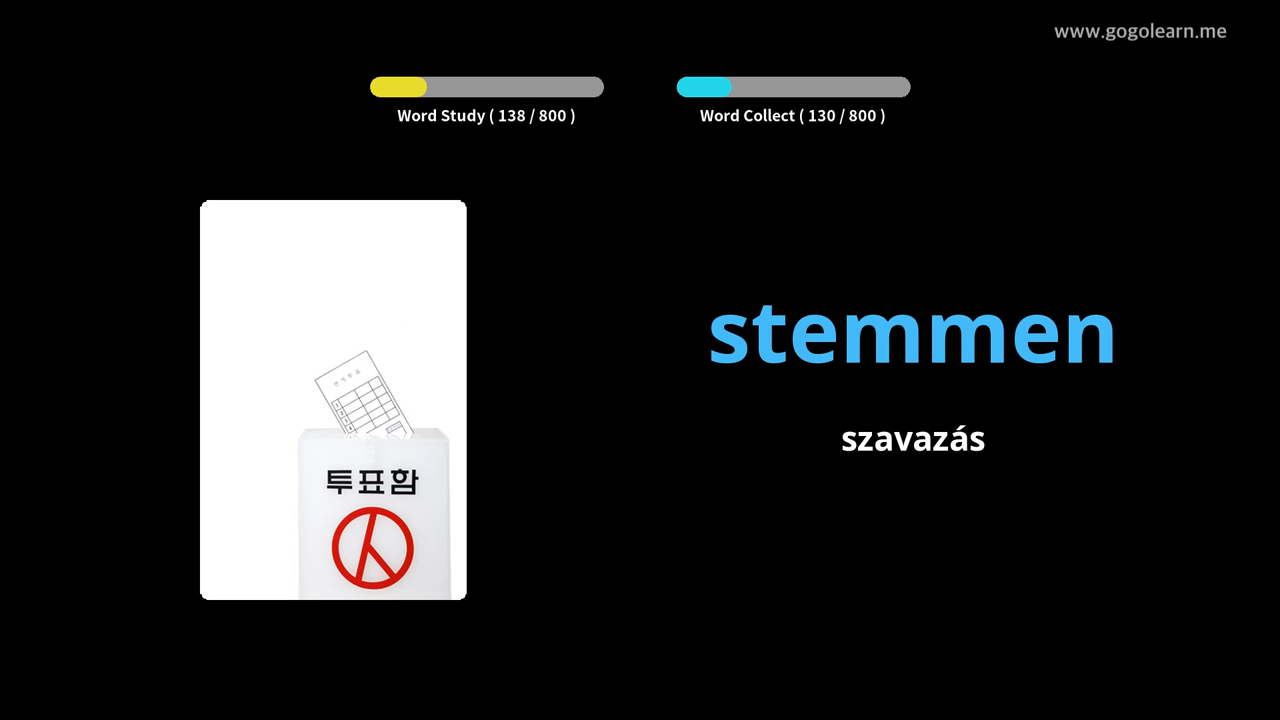 www.gogolearn.me
Word Study ( 138 / 800 )
Word Collect ( 130 / 800 )
stemmen
szavazás
투표함